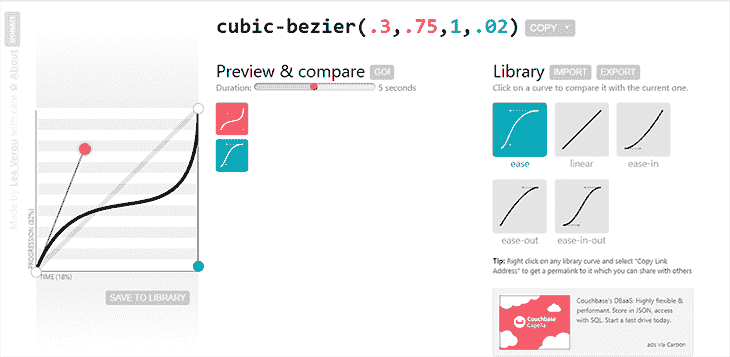 cubic-bezier(.3,.75,1,.02) COPY
Preview & compare GO!
Duration: 5 seconds
Library IMPORT EXPORT
Click on a curve to compare it with the current one.
ease
linear
ease-in
ease-out
ease-in-out
Tip: Right click on any library curve and select "Copy Link
Address" to get a permalink to it which you can share with others
Couchbase
Capella
Couchbase's DBaaS: Highly flexible &
performant. Store in JSON, access
with SQL. Start a test drive today.
ads via Carbon
Made by Lea Verou with care ☆ About
PROGRESSION (82%)
TIME (18%)
SAVE TO LIBRARY